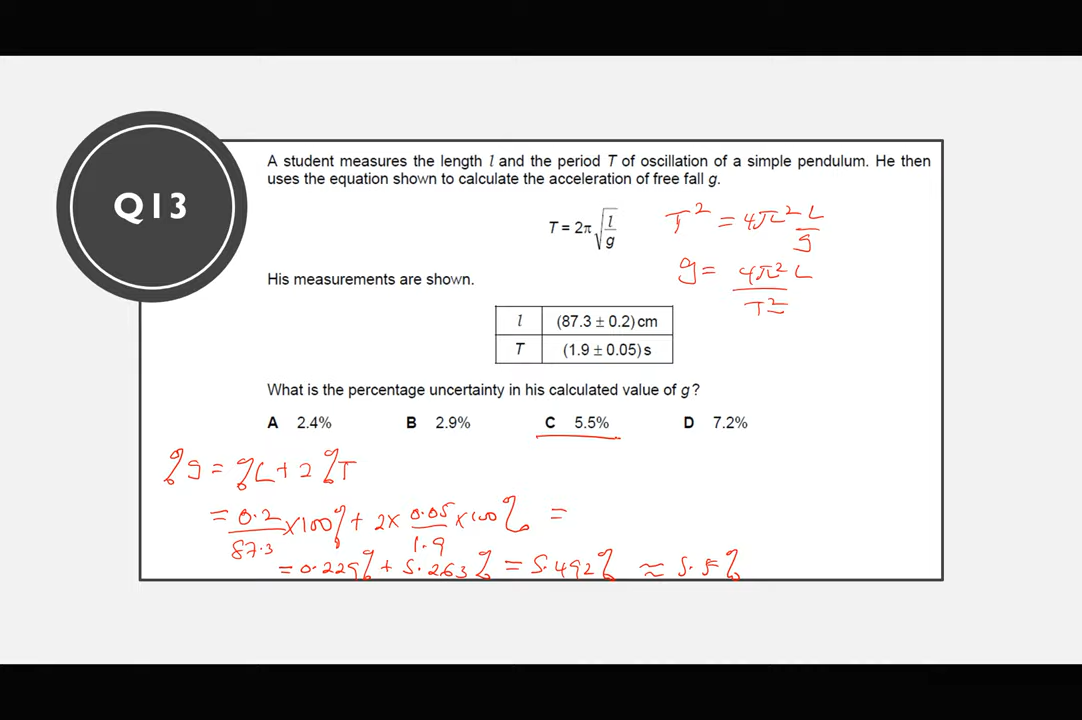 Q13
A student measures the length l and the period T of oscillation of a simple pendulum. He then
uses the equation shown to calculate the acceleration of free fall g.
T = 2π√(l/g)
T² = 4π² L/g
g = 4π²L/T²
His measurements are shown.
l (87.3 ± 0.2) cm
T (1.9 ± 0.05) s
What is the percentage uncertainty in his calculated value of g?
A 2.4% B 2.9% C 5.5% D 7.2%
%g = %L + 2 %T
= 0.2/87.3 × 100% + 2 × 0.05/1.9 × 100% =
= 0.229% + 5.263% = 5.492% ≈ 5.5%